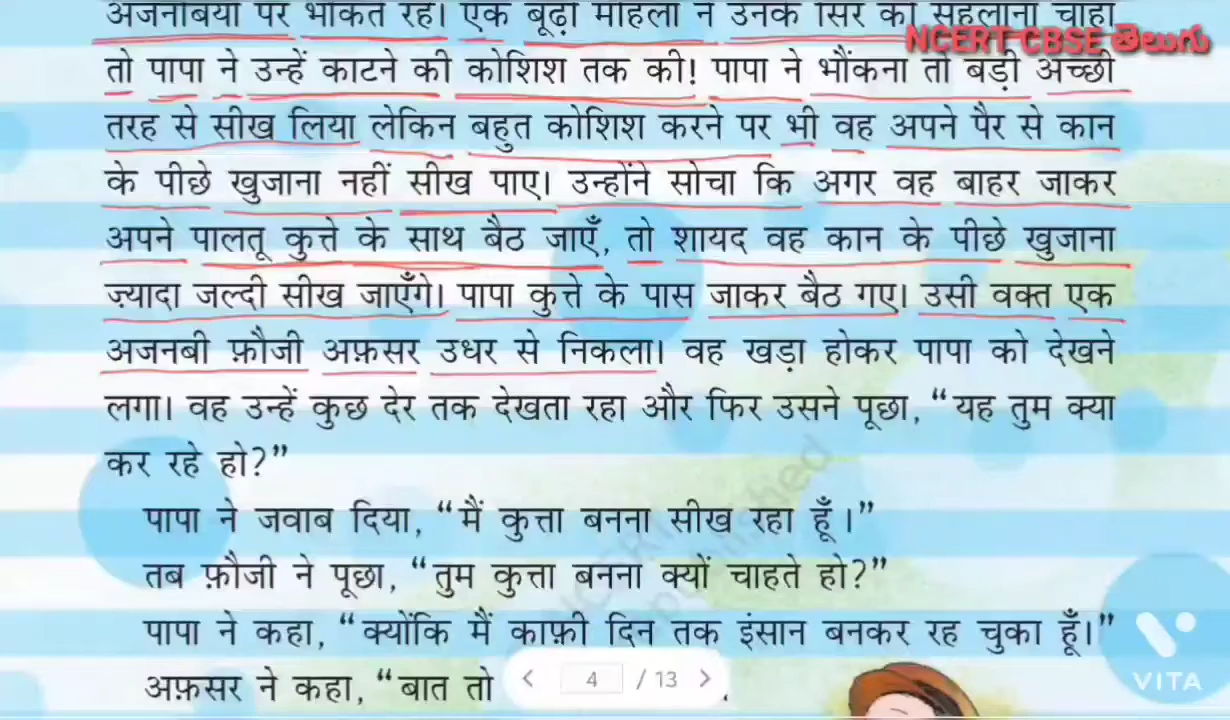 अजनबियों पर भौंकते रहे। एक बूढ़ी महिला ने उनके सिर को सहलाना चाहा
NCERT-CBSE తెలుగు
तो पापा ने उन्हें काटने की कोशिश तक की! पापा ने भौंकना तो बड़ी अच्छी
तरह से सीख लिया लेकिन बहुत कोशिश करने पर भी वह अपने पैर से कान
के पीछे खुजाना नहीं सीख पाए। उन्होंने सोचा कि अगर वह बाहर जाकर
अपने पालतू कुत्ते के साथ बैठ जाएँ, तो शायद वह कान के पीछे खुजाना
ज़्यादा जल्दी सीख जाएँगे। पापा कुत्ते के पास जाकर बैठ गए। उसी वक्त एक
अजनबी फ़ौजी अफ़सर उधर से निकला। वह खड़ा होकर पापा को देखने
लगा। वह उन्हें कुछ देर तक देखता रहा और फिर उसने पूछा, “यह तुम क्या
कर रहे हो?”
पापा ने जवाब दिया, “मैं कुत्ता बनना सीख रहा हूँ।”
तब फ़ौजी ने पूछा, “तुम कुत्ता बनना क्यों चाहते हो?”
पापा ने कहा, “क्योंकि मैं काफ़ी दिन तक इंसान बनकर रह चुका हूँ।”
अफ़सर ने कहा, “बात तो
4 / 13
VITA